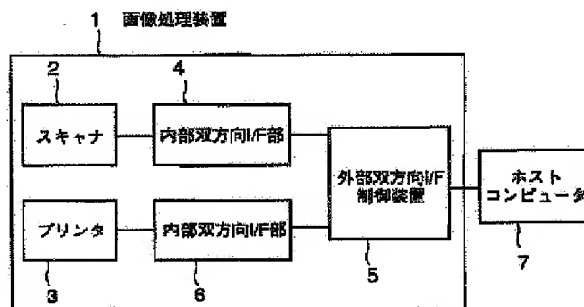 1 画像処理装置
2
4
スキャナ
内部双方向I/F部
外部双方向I/F
制御装置
ホスト
コンピュータ
プリンタ
内部双方向I/F部
3
6
5
7